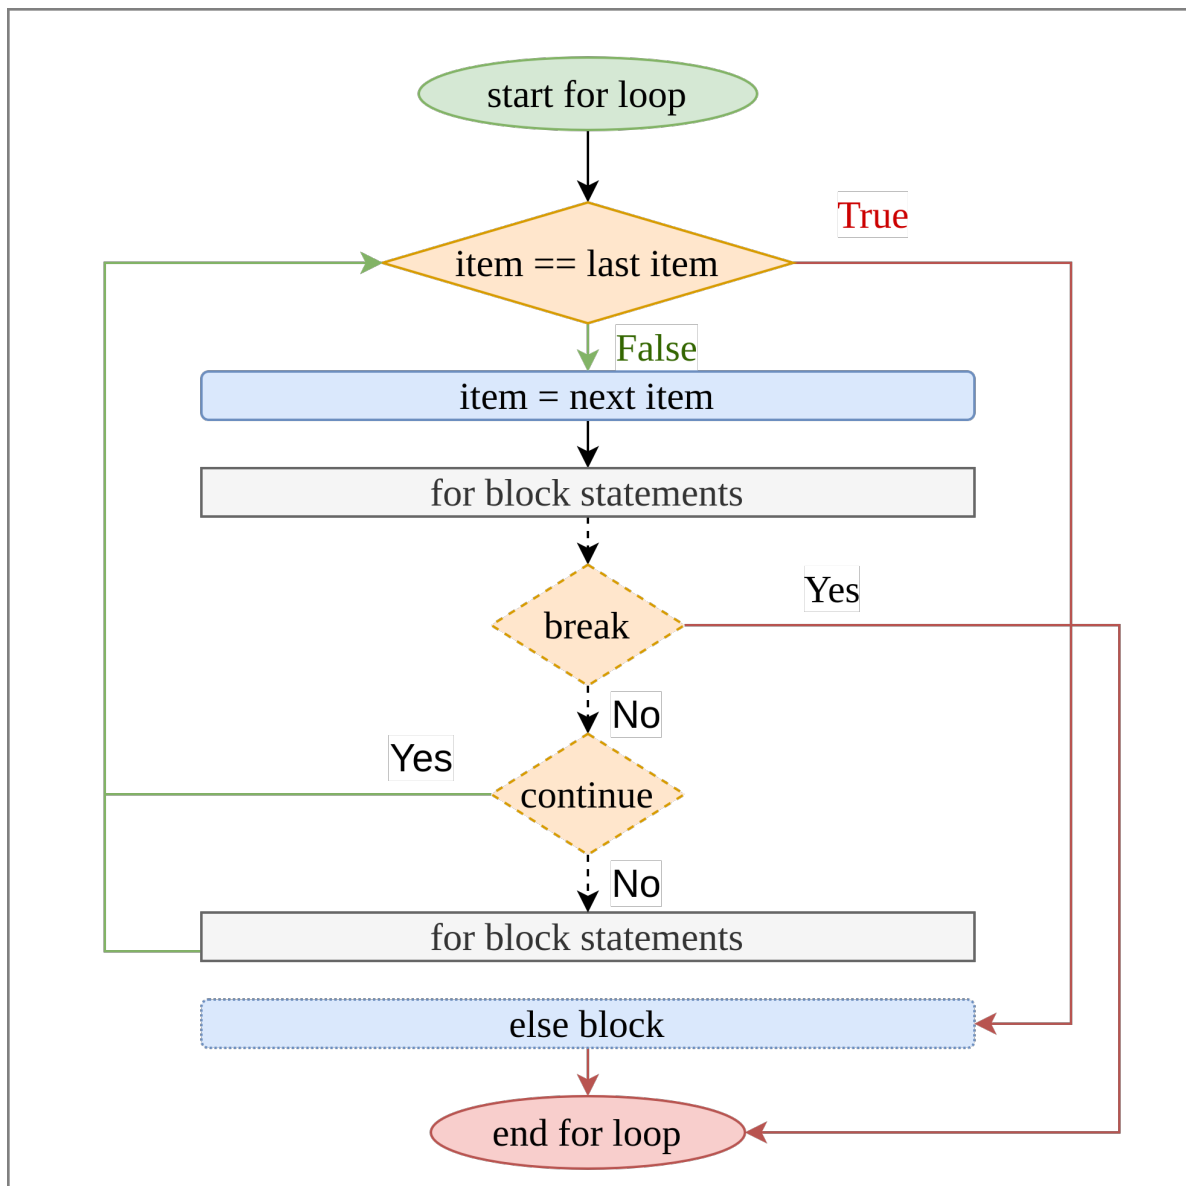 start for loop
True
item == last item
False
item = next item
for block statements
Yes
break
No
Yes
continue
No
for block statements
else block
end for loop